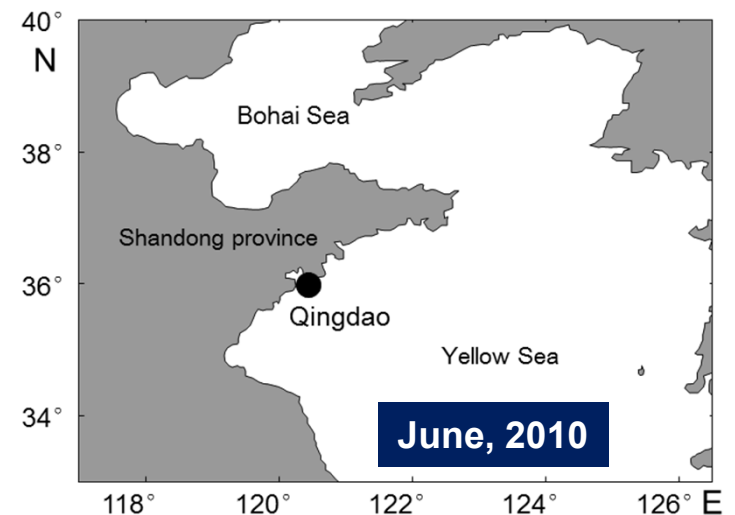 40°
N
Bohai Sea
38°
Shandong province
36°
Qingdao
Yellow Sea
34°
June, 2010
118° 120° 122° 124° 126° E